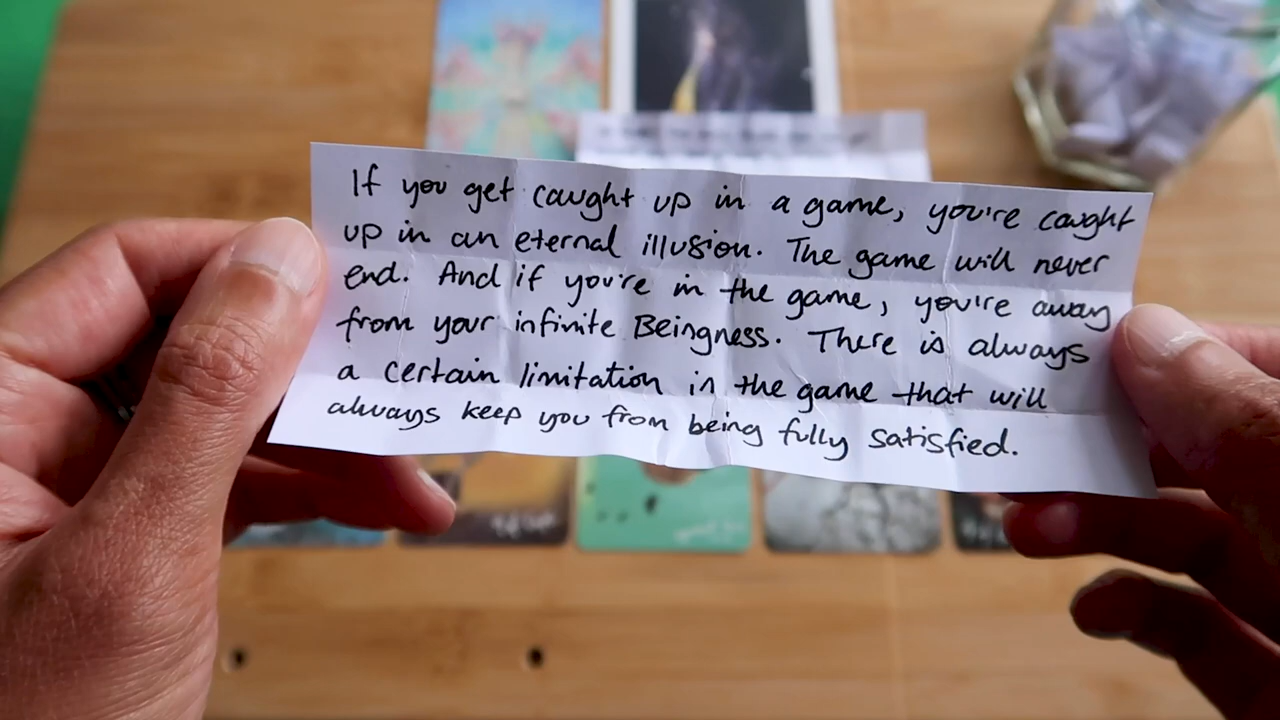 If you get caught up in a game, you're caught
up in an eternal illusion. The game will never
end. And if you're in the game, you're away
from your infinite Beingness. There is always
a certain limitation in the game that will
always keep you from being fully satisfied.